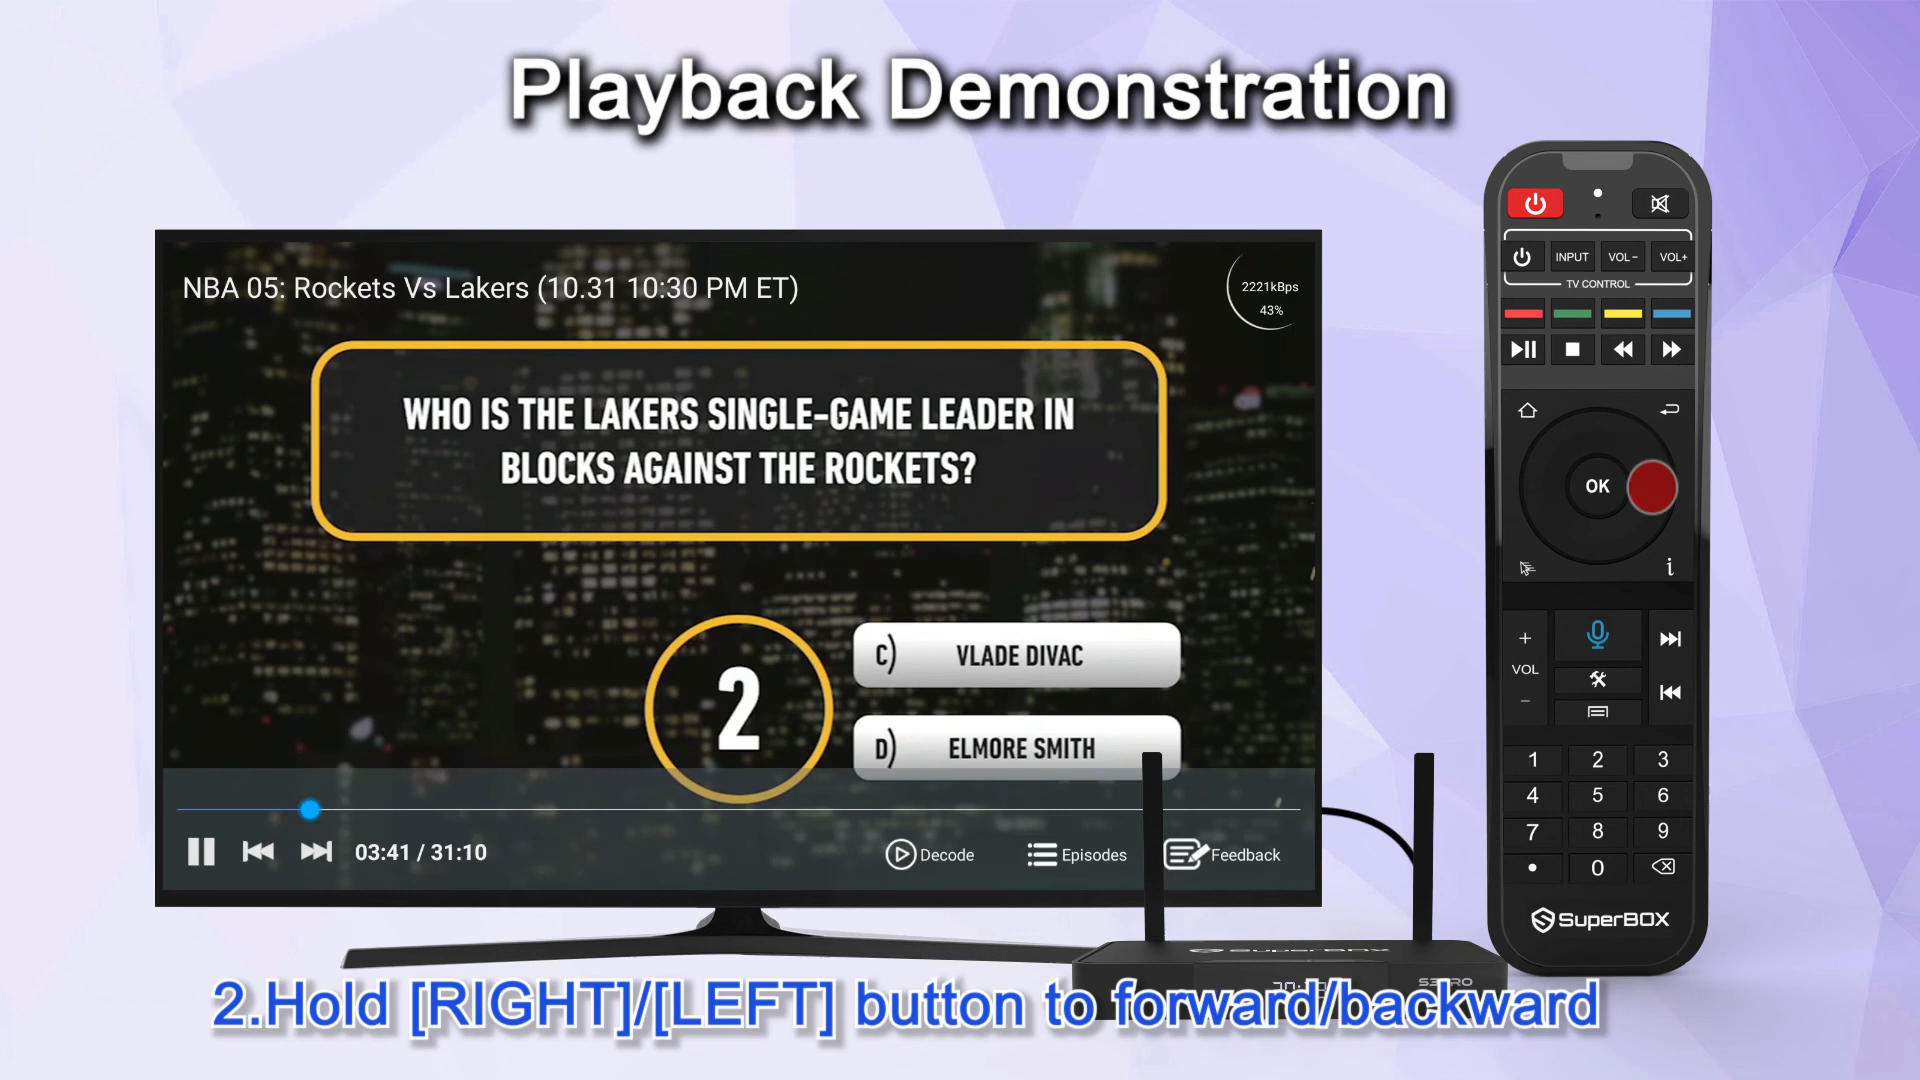 Playback Demonstration
NBA 05: Rockets Vs Lakers (10.31 10:30 PM ET)
2221kBps
43%
WHO IS THE LAKERS SINGLE-GAME LEADER IN
BLOCKS AGAINST THE ROCKETS?
2
C) VLADE DIVAC
D) ELMORE SMITH
03:41 / 31:10
Decode
Episodes
Feedback
INPUT
VOL-
VOL+
TV CONTROL
OK
i
+
VOL
-
1 2 3
4 5 6
7 8 9
• 0
SuperBOX
SuperBOX
2.Hold [RIGHT]/[LEFT] button to forward/backward